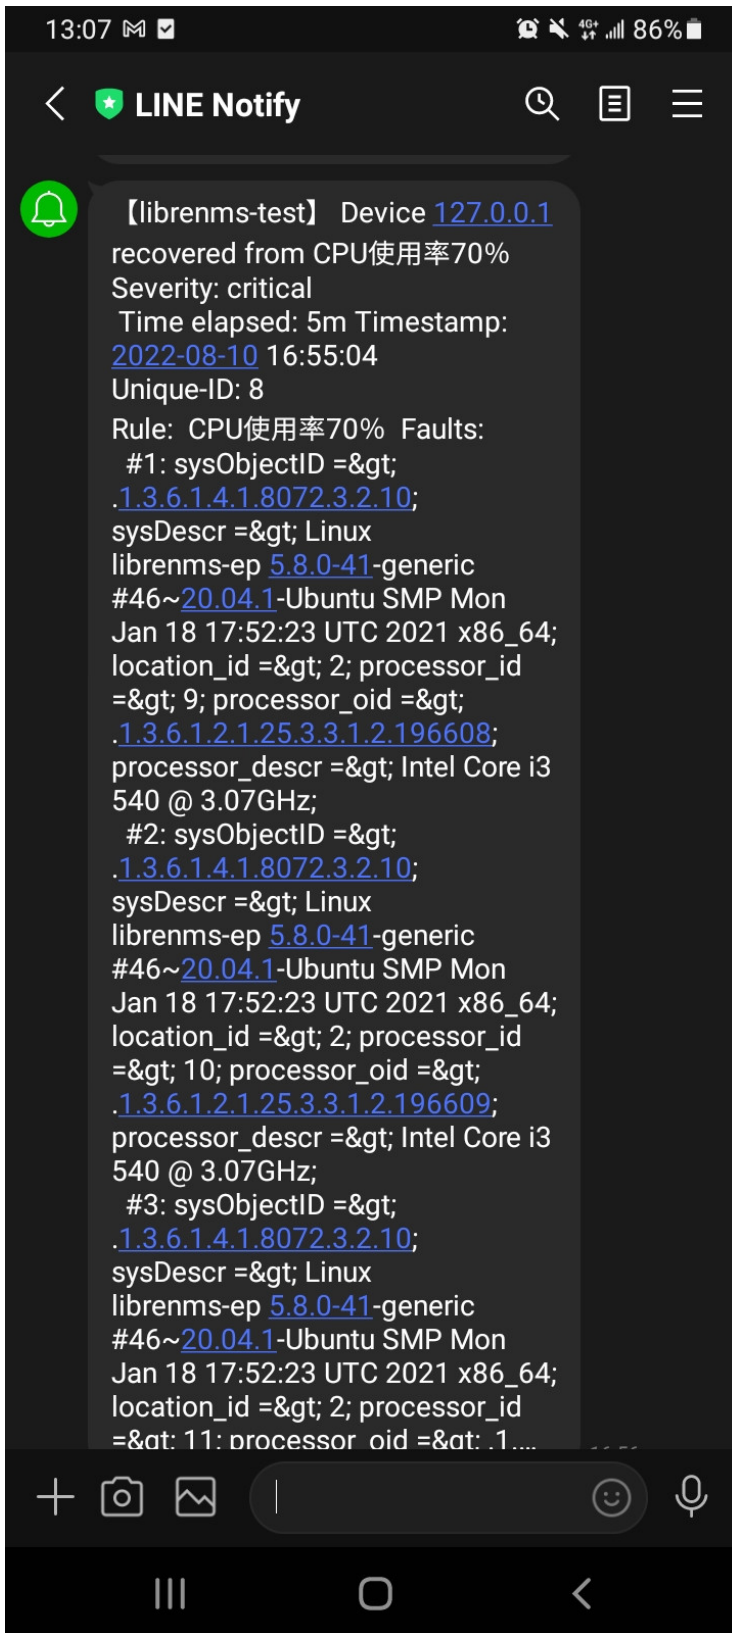 13:07
4G+ 86%
LINE Notify
【librenms-test】 Device 127.0.0.1
recovered from CPU使用率70%
Severity: critical
Time elapsed: 5m Timestamp:
2022-08-10 16:55:04
Unique-ID: 8
Rule: CPU使用率70% Faults:
#1: sysObjectID =&gt;
.1.3.6.1.4.1.8072.3.2.10;
sysDescr =&gt; Linux
librenms-ep 5.8.0-41-generic
#46~20.04.1-Ubuntu SMP Mon
Jan 18 17:52:23 UTC 2021 x86_64;
location_id =&gt; 2; processor_id
=&gt; 9; processor_oid =&gt;
.1.3.6.1.2.1.25.3.3.1.2.196608;
processor_descr =&gt; Intel Core i3
540 @ 3.07GHz;
#2: sysObjectID =&gt;
.1.3.6.1.4.1.8072.3.2.10;
sysDescr =&gt; Linux
librenms-ep 5.8.0-41-generic
#46~20.04.1-Ubuntu SMP Mon
Jan 18 17:52:23 UTC 2021 x86_64;
location_id =&gt; 2; processor_id
=&gt; 10; processor_oid =&gt;
.1.3.6.1.2.1.25.3.3.1.2.196609;
processor_descr =&gt; Intel Core i3
540 @ 3.07GHz;
#3: sysObjectID =&gt;
.1.3.6.1.4.1.8072.3.2.10;
sysDescr =&gt; Linux
librenms-ep 5.8.0-41-generic
#46~20.04.1-Ubuntu SMP Mon
Jan 18 17:52:23 UTC 2021 x86_64;
location_id =&gt; 2; processor_id
=&gt; 11; processor_oid =&gt; .1....